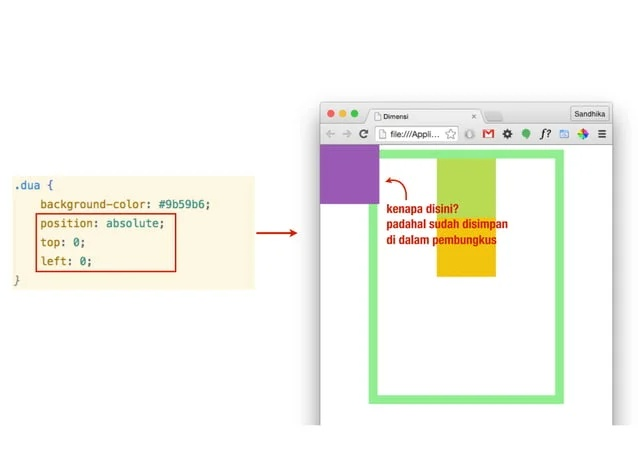 .dua {
background-color: #9b59b6;
position: absolute;
top: 0;
left: 0;
}
Dimensi
Sandhika
file:///Appli...
f?
kenapa disini?
padahal sudah disimpan
di dalam pembungkus